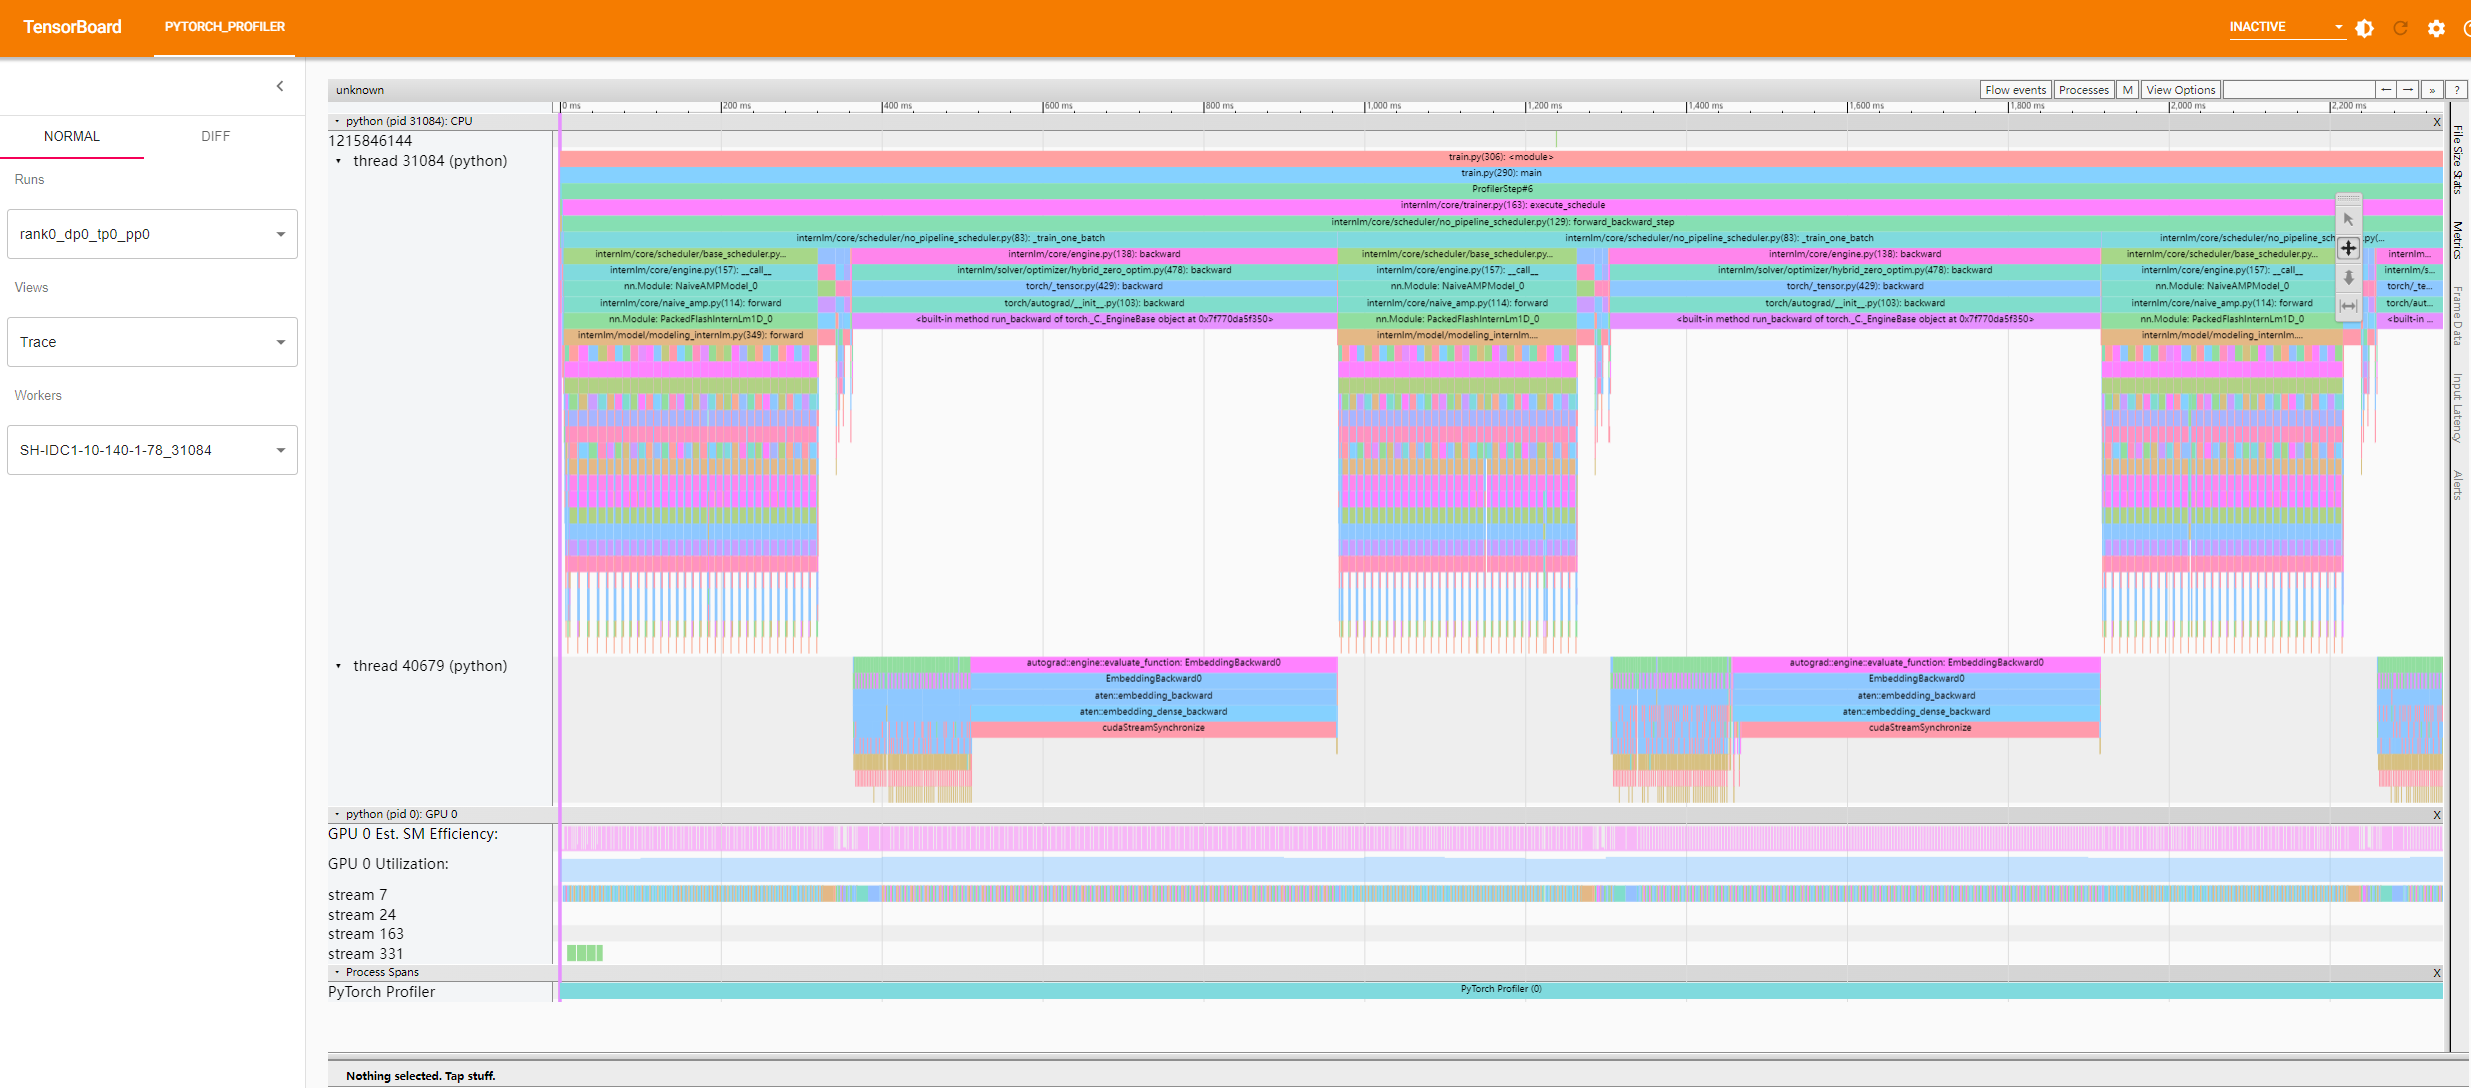 TensorBoard
PYTORCH_PROFILER
INACTIVE
NORMAL
DIFF
Runs
rank0_dp0_tp0_pp0
Views
Trace
Workers
SH-IDC1-10-140-1-78_31084
unknown
Flow events
Processes
M
View Options
←
→
»
?
0 ms
200 ms
400 ms
600 ms
800 ms
1,000 ms
1,200 ms
1,400 ms
1,600 ms
1,800 ms
2,000 ms
2,200 ms
python (pid 31084): CPU
X
1215846144
thread 31084 (python)
train.py(306): <module>
train.py(290): main
ProfilerStep#6
internlm/core/trainer.py(163): execute_schedule
internlm/core/scheduler/no_pipeline_scheduler.py(129): forward_backward_step
internlm/core/scheduler/no_pipeline_scheduler.py(83): _train_one_batch
internlm/core/scheduler/no_pipeline_scheduler.py(83): _train_one_batch
internlm/core/scheduler/no_pipeline_sch
py(...
internlm/core/scheduler/base_scheduler.py...
internlm/core/engine.py(138): backward
internlm/core/scheduler/base_scheduler.py...
internlm/core/engine.py(138): backward
internlm/core/scheduler/base_scheduler.py...
internlm...
internlm/core/engine.py(157): __call__
internlm/solver/optimizer/hybrid_zero_optim.py(478): backward
internlm/core/engine.py(157): __call__
internlm/solver/optimizer/hybrid_zero_optim.py(478): backward
internlm/core/engine.py(157): __call__
internlm/s...
nn.Module: NaiveAMPModel_0
torch/_tensor.py(429): backward
nn.Module: NaiveAMPModel_0
torch/_tensor.py(429): backward
nn.Module: NaiveAMPModel_0
torch/_te...
internlm/core/naive_amp.py(114): forward
torch/autograd/__init__.py(103): backward
internlm/core/naive_amp.py(114): forward
torch/autograd/__init__.py(103): backward
internlm/core/naive_amp.py(114): forward
torch/aut...
nn.Module: PackedFlashInternLm1D_0
<built-in method run_backward of torch._C._EngineBase object at 0x7f770da5f350>
nn.Module: PackedFlashInternLm1D_0
<built-in method run_backward of torch._C._EngineBase object at 0x7f770da5f350>
nn.Module: PackedFlashInternLm1D_0
<built-in ...
internlm/model/modeling_internlm.py(349): forward
internlm/model/modeling_internlm....
internlm/model/modeling_internlm....
thread 40679 (python)
autograd::engine::evaluate_function: EmbeddingBackward0
autograd::engine::evaluate_function: EmbeddingBackward0
EmbeddingBackward0
EmbeddingBackward0
aten::embedding_backward
aten::embedding_backward
aten::embedding_dense_backward
aten::embedding_dense_backward
cudaStreamSynchronize
cudaStreamSynchronize
python (pid 0): GPU 0
X
GPU 0 Est. SM Efficiency:
GPU 0 Utilization:
stream 7
stream 24
stream 163
stream 331
Process Spans
X
PyTorch Profiler
PyTorch Profiler (0)
Nothing selected. Tap stuff.
File Size Stats
Metrics
Frame Data
Input Latency
Alerts